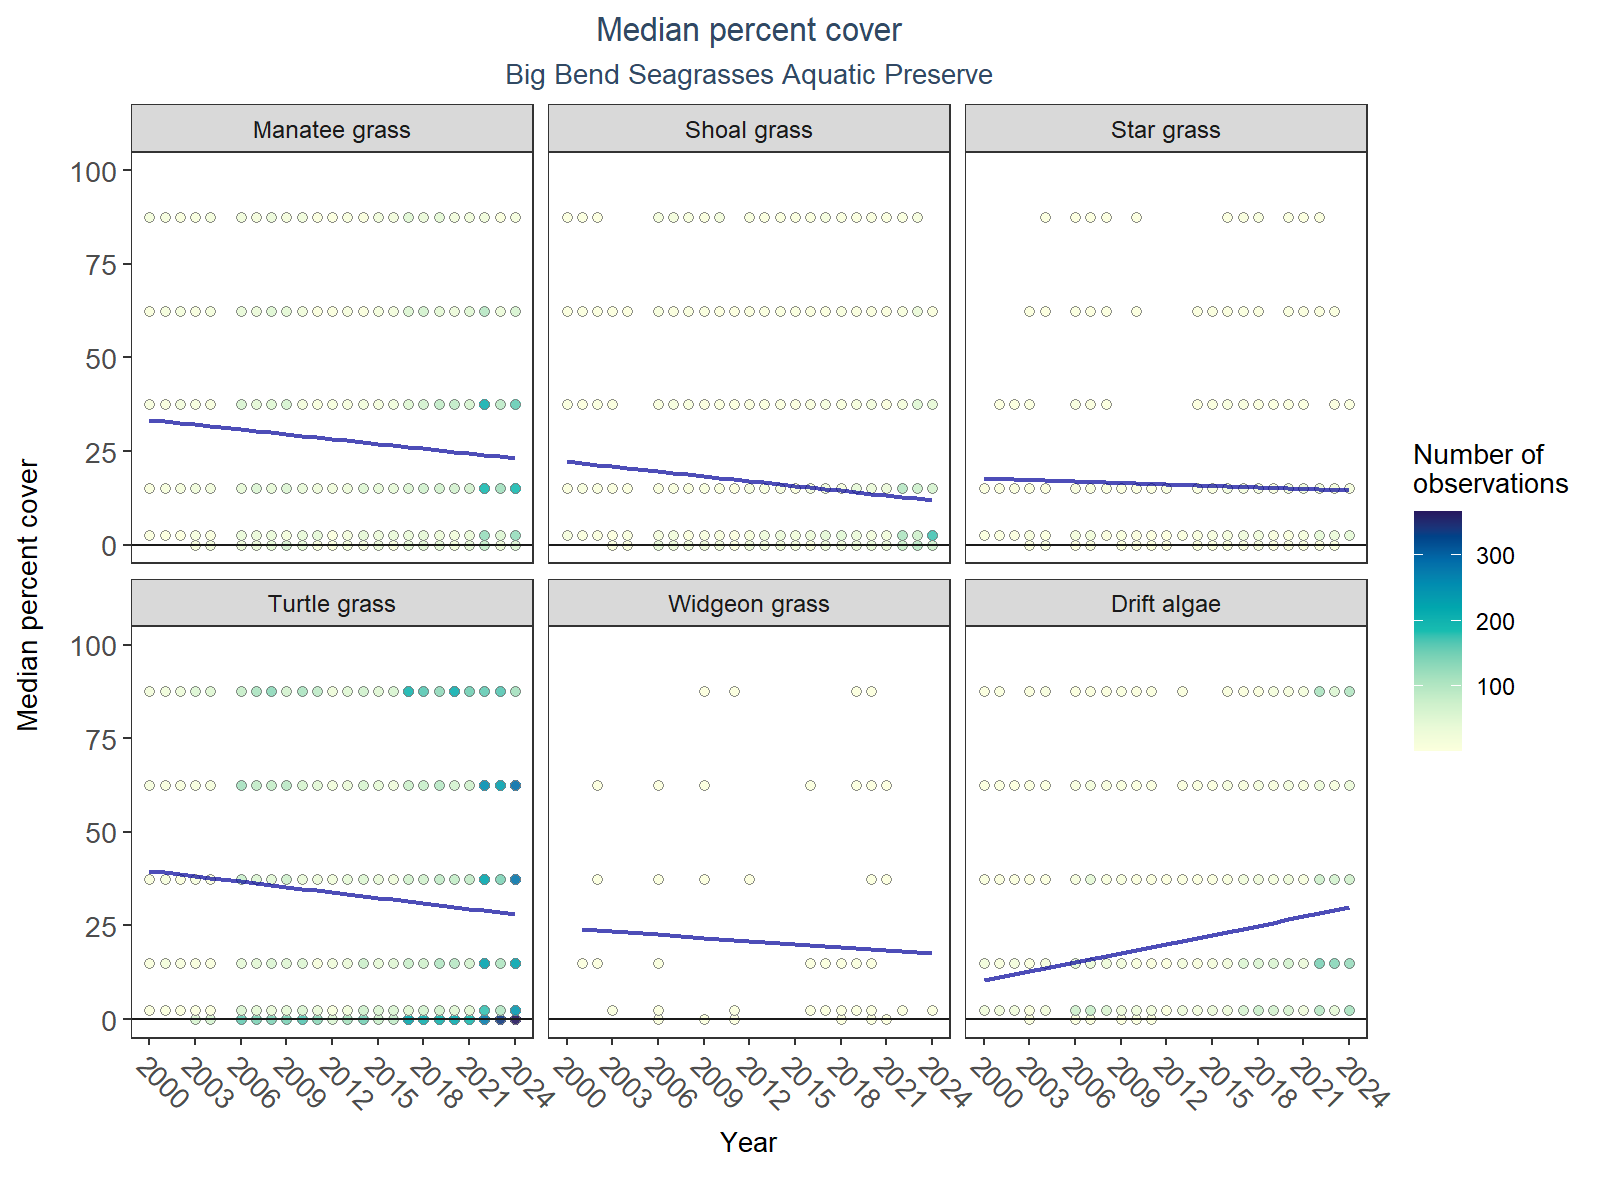 Median percent cover
Big Bend Seagrasses Aquatic Preserve
Manatee grass
Shoal grass
Star grass
100
75
50
25
0
Turtle grass
Widgeon grass
Drift algae
100
75
50
25
0
2000 2003 2006 2009 2012 2015 2018 2021 2024
2000 2003 2006 2009 2012 2015 2018 2021 2024
2000 2003 2006 2009 2012 2015 2018 2021 2024
Year
Median percent cover
Number of
observations
300
200
100